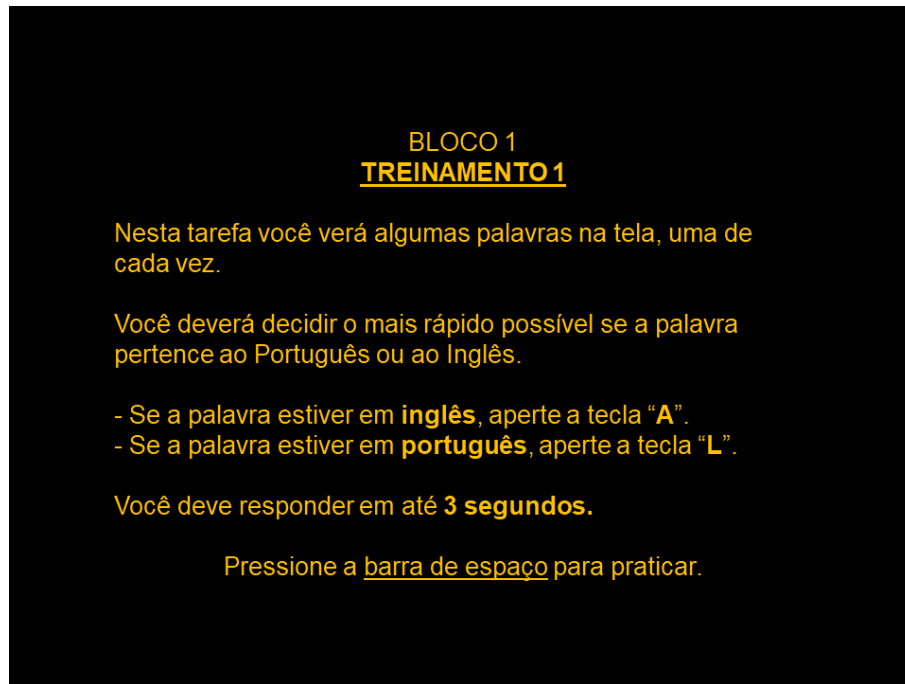 BLOCO 1
TREINAMENTO 1
Nesta tarefa você verá algumas palavras na tela, uma de
cada vez.
Você deverá decidir o mais rápido possível se a palavra
pertence ao Português ou ao Inglês.
- Se a palavra estiver em inglês, aperte a tecla “A”.
- Se a palavra estiver em português, aperte a tecla “L”.
Você deve responder em até 3 segundos.
Pressione a barra de espaço para praticar.